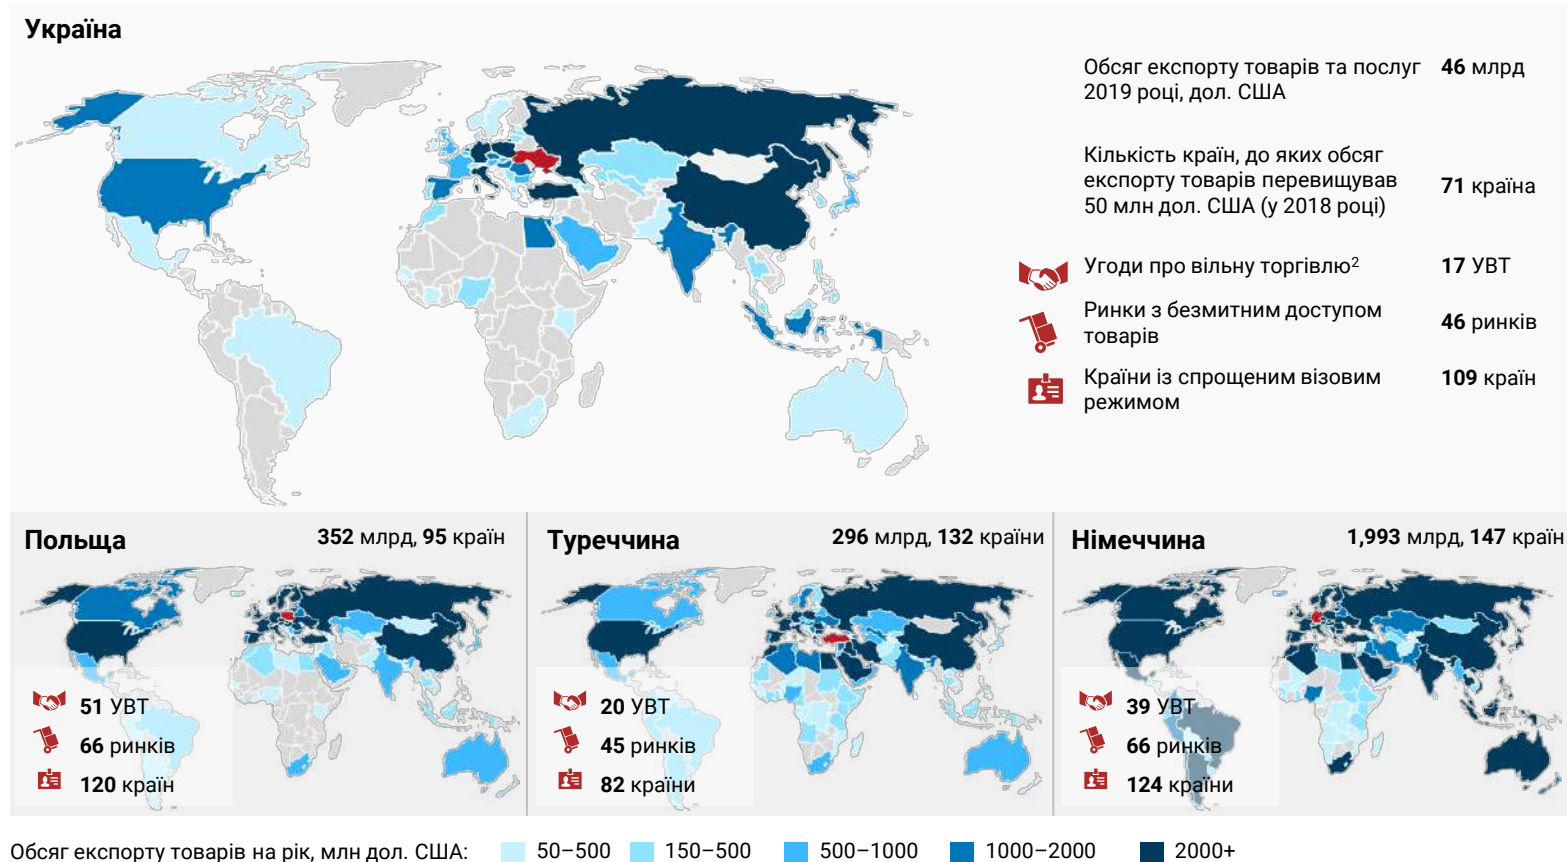 Україна
Обсяг експорту товарів та послуг 46 млрд
2019 році, дол. США
Кількість країн, до яких обсяг
експорту товарів перевищував 71 країна
50 млн дол. США (у 2018 році)
Угоди про вільну торгівлю2 17 УВТ
Ринки з безмитним доступом
товарів 46 ринків
Країни із спрощеним візовим 109 країн
режимом
Польща 352 млрд, 95 країн
51 УВТ
66 ринків
120 країн
Туреччина 296 млрд, 132 країни
20 УВТ
45 ринків
82 країни
Німеччина 1,993 млрд, 147 країн
39 УВТ
66 ринків
124 країни
Обсяг експорту товарів на рік, млн дол. США: 50–500 150–500 500–1000 1000–2000 2000+